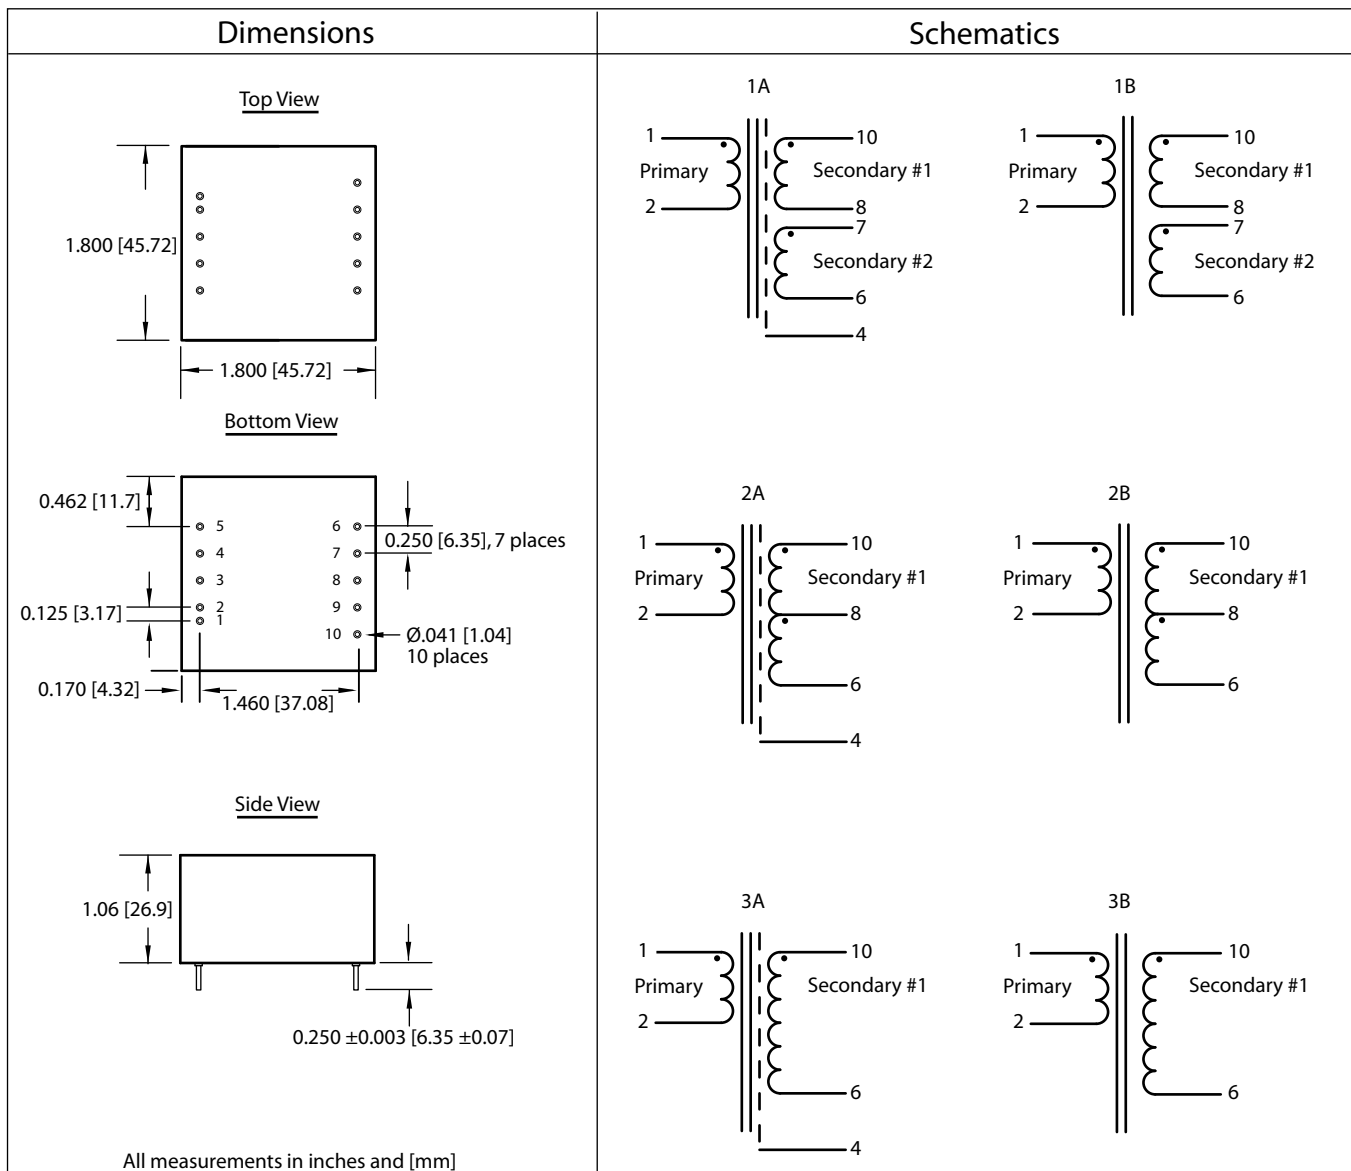 Dimensions
Top View
1.800 [45.72]
1.800 [45.72]
Bottom View
0.462 [11.7]
5 6
0.250 [6.35], 7 places
4 7
3 8
0.125 [3.17]
2 9
1
10
Ø.041 [1.04]
10 places
0.170 [4.32]
1.460 [37.08]
Side View
1.06 [26.9]
0.250 ±0.003 [6.35 ±0.07]
All measurements in inches and [mm]
Schematics
1A
1 10
Primary Secondary #1
2 8
7
Secondary #2
6
4
1B
1 10
Primary Secondary #1
2 8
7
Secondary #2
6
2A
1 10
Primary Secondary #1
2 8
6
4
2B
1 10
Primary Secondary #1
2 8
6
3A
1 10
Primary Secondary #1
2
6
4
3B
1 10
Primary Secondary #1
2
6